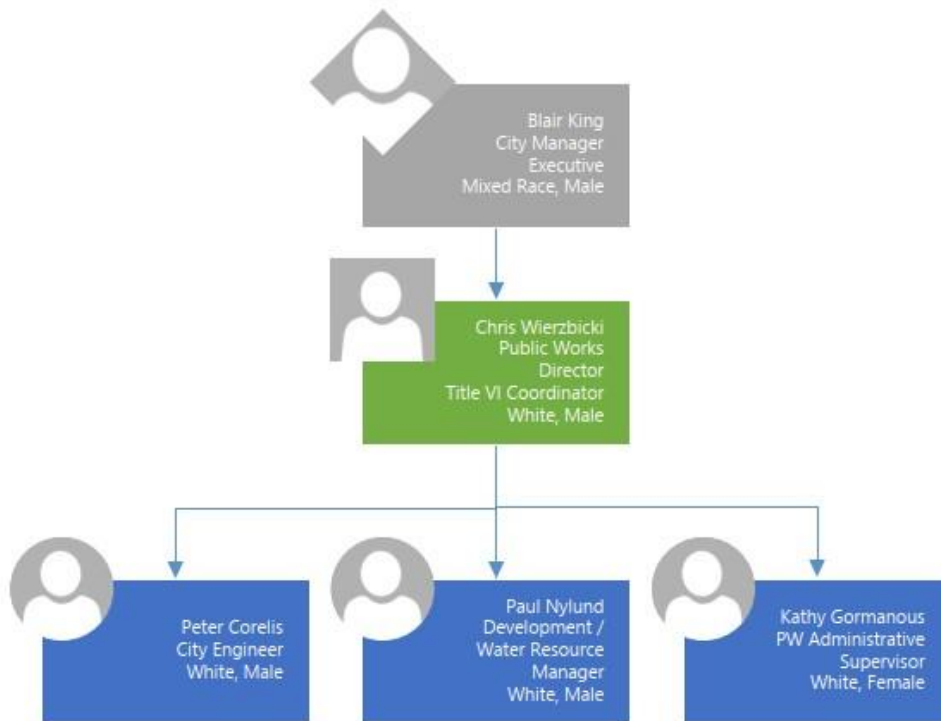 Blair King
City Manager
Executive
Mixed Race, Male
Chris Wierzbicki
Public Works
Director
Title VI Coordinator
White, Male
Peter Corelis
City Engineer
White, Male
Paul Nylund
Development /
Water Resource
Manager
White, Male
Kathy Gormanous
PW Administrative
Supervisor
White, Female